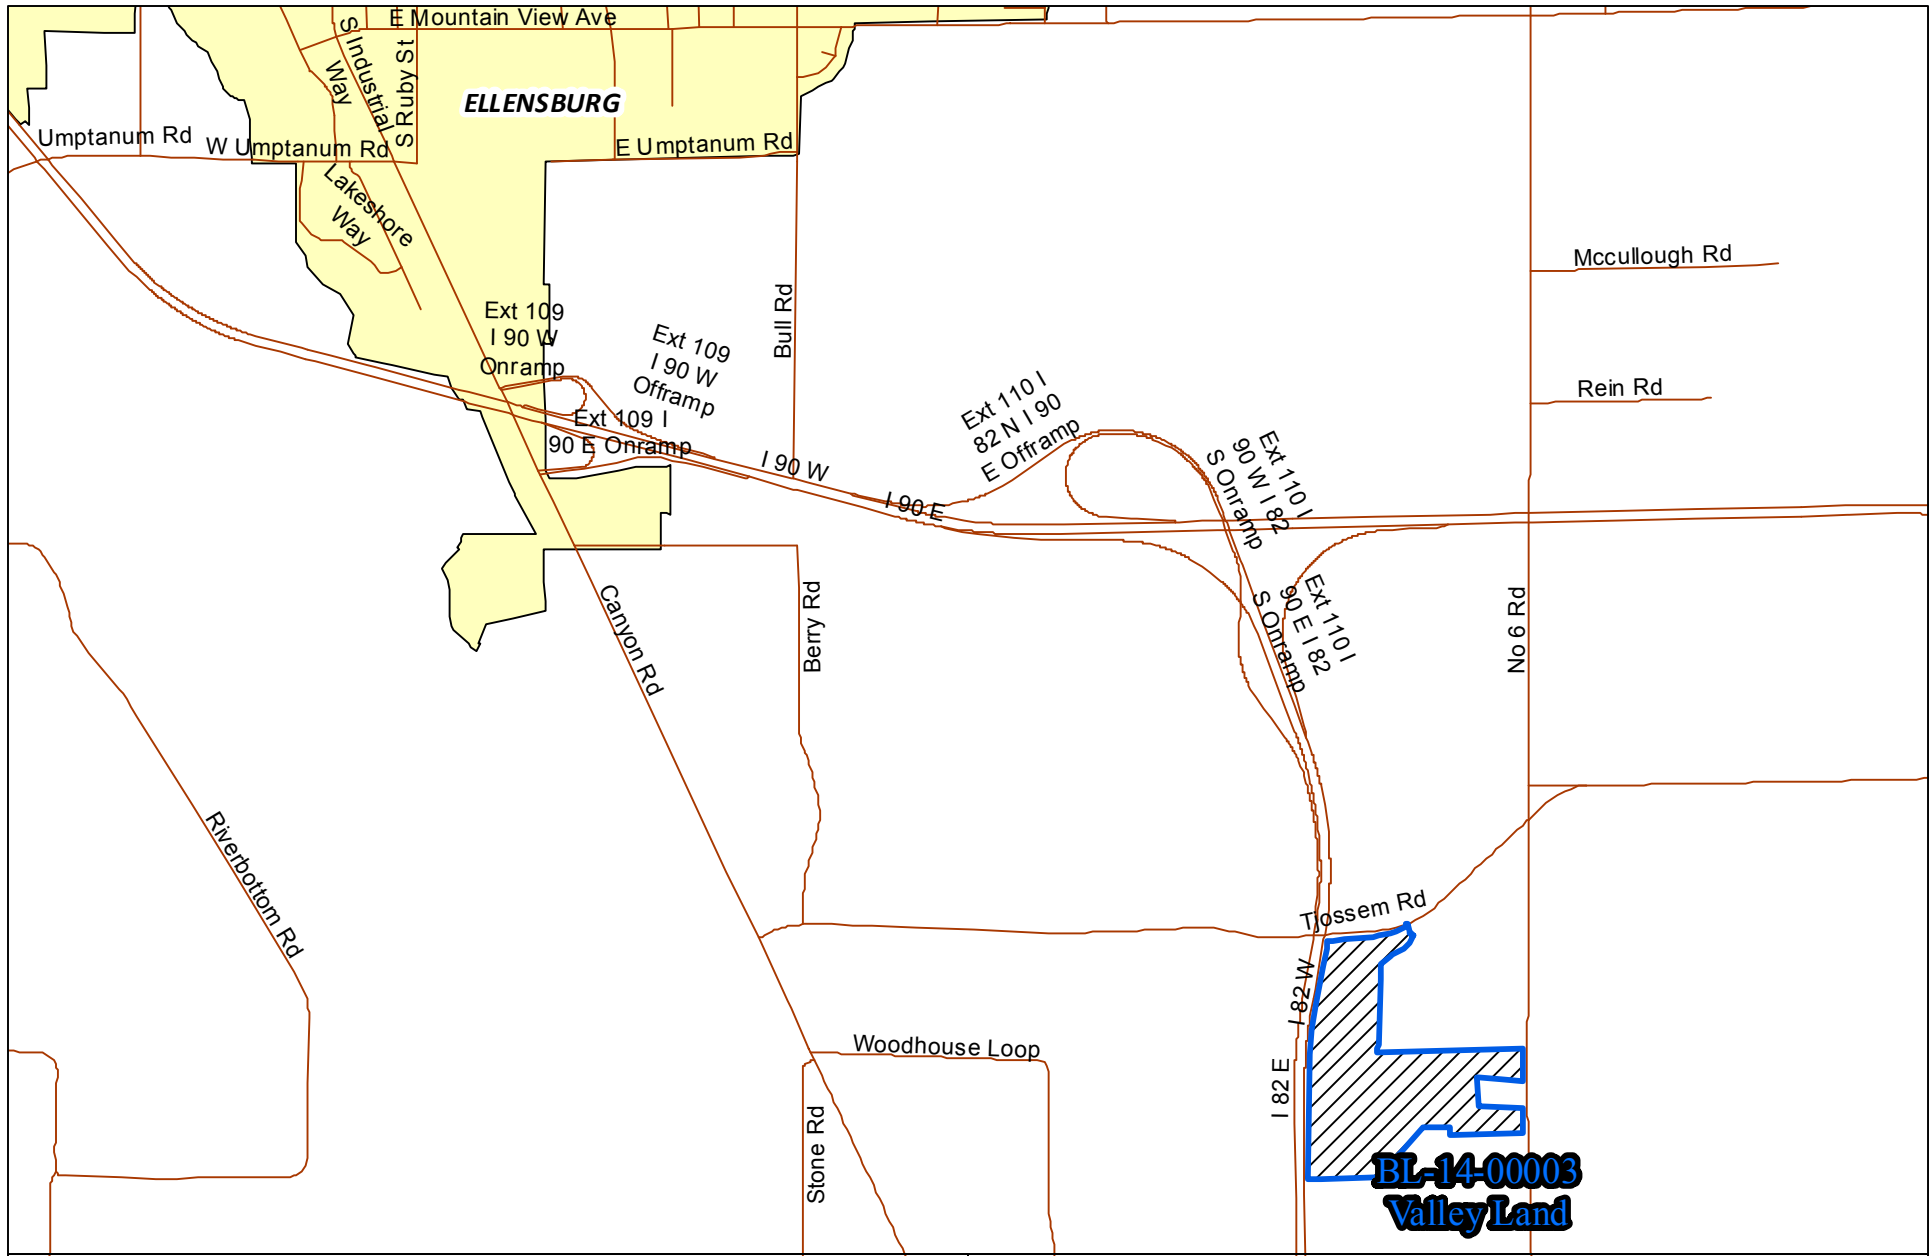 E Mountain View Ave
S Industrial
Way
S Ruby St
ELLENSBURG
Umptanum Rd
W Umptanum Rd
E Umptanum Rd
Lakeshore
Way
Mccullough Rd
Bull Rd
Ext 109
I 90 W
Onramp
Ext 109
I 90 W
Offramp
Rein Rd
Ext 109 I
90 E Onramp
Ext 110 I
82 N I 90
E Offramp
I 90 W
I 90 E
Ext 110 I
90 W I 82
S Onramp
Ext 110 I
90 E I 82
S Onramp
Canyon Rd
Berry Rd
No 6 Rd
Riverbottom Rd
Tjossem Rd
I 82 W
Woodhouse Loop
I 82 E
Stone Rd
BL-14-00003
Valley Land